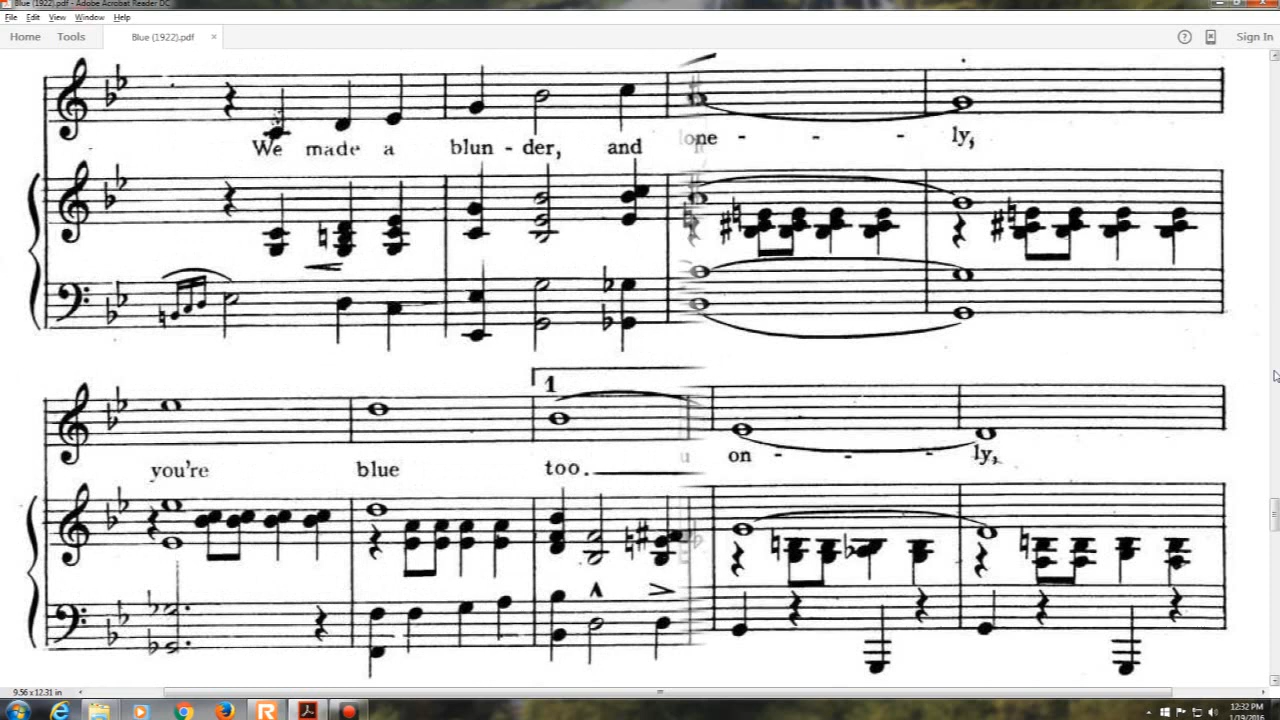 Blue (1922).pdf - Adobe Acrobat Reader DC
File Edit View Window Help
Home Tools Blue (1922).pdf × ? Sign In
We made a blun - der, and one - - - ly,
1
you're blue too. on - - - ly,
9.56 x 12.31 in
12:32 PM
1/19/2016